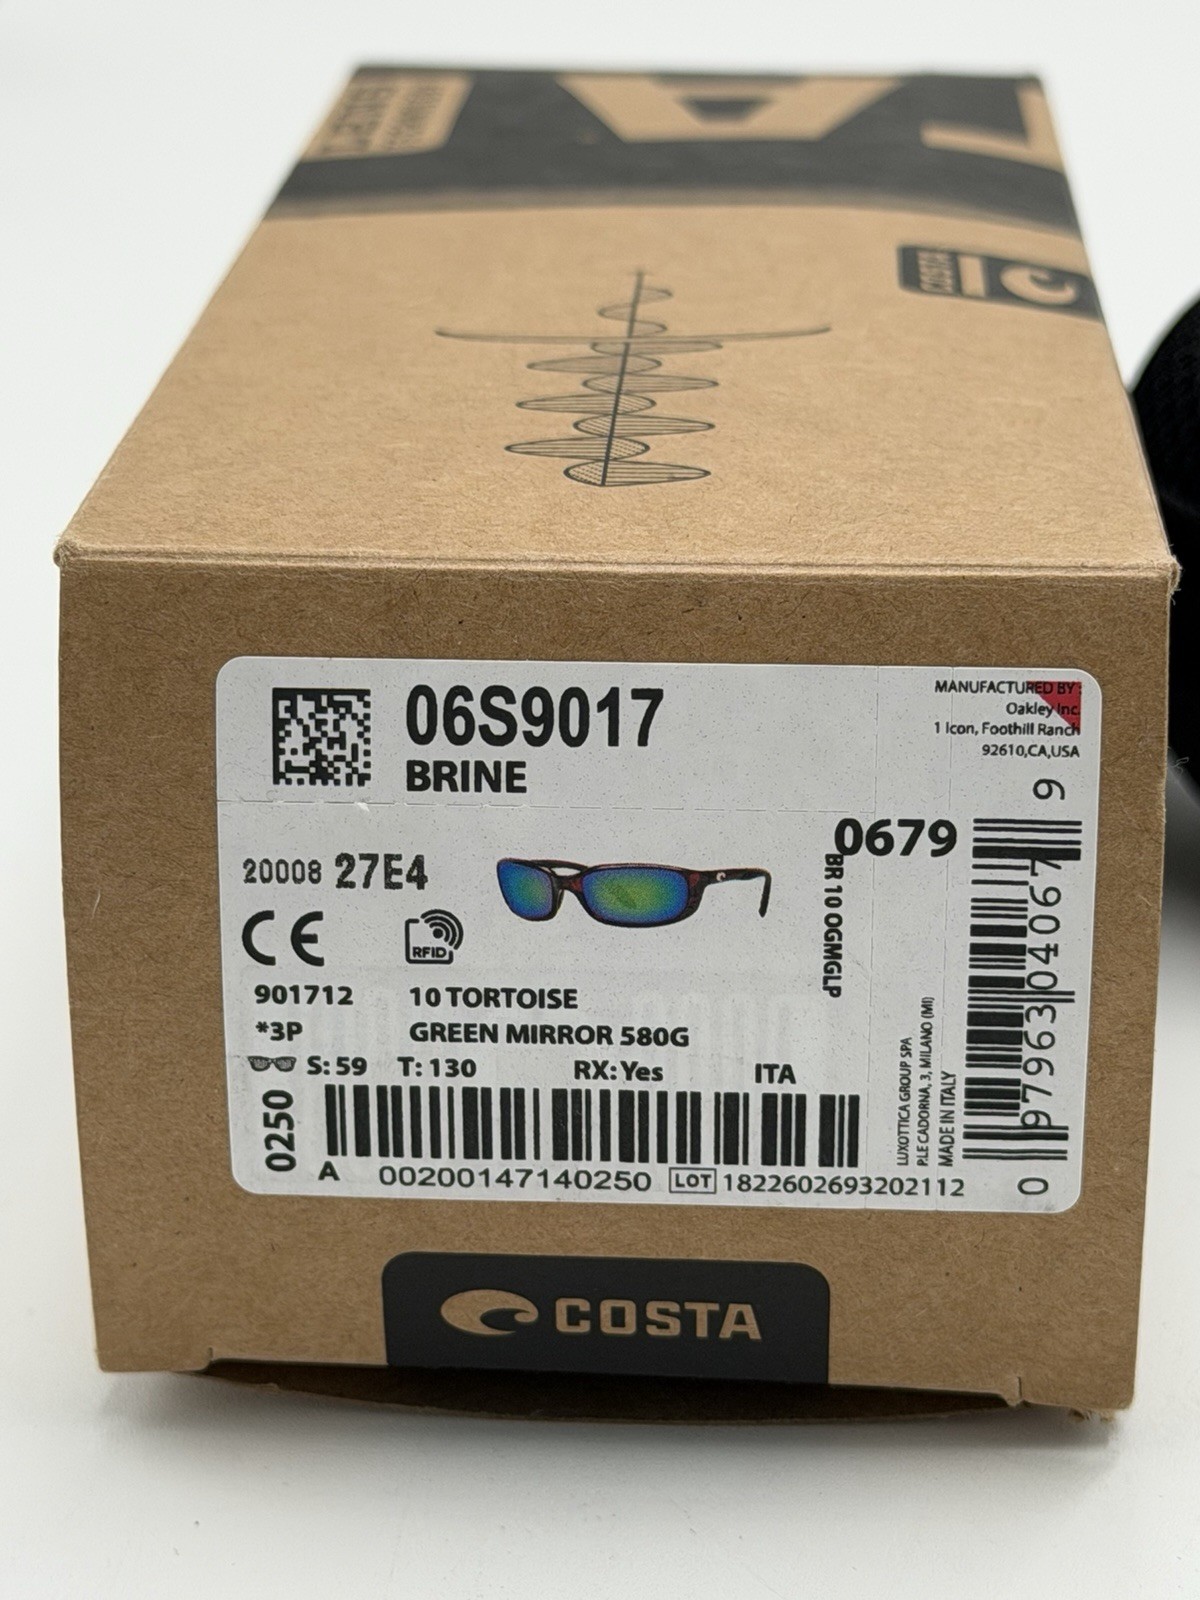 COSTA
06S9017
BRINE
MANUFACTURED BY:
Oakley Inc.
1 Icon, Foothill Ranch
92610,CA,USA
20008 27E4
0679
BR 10 OGMGLP
CE
RFID
901712 10 TORTOISE
*3P GREEN MIRROR 580G
S: 59 T: 130 RX: Yes ITA
0250
A 00200147140250 LOT 1822602693202112
LUXOTTICA GROUP SPA
P.LE CADORNA, 3, MILANO (MI)
MADE IN ITALY
0 97963 04067 9
COSTA